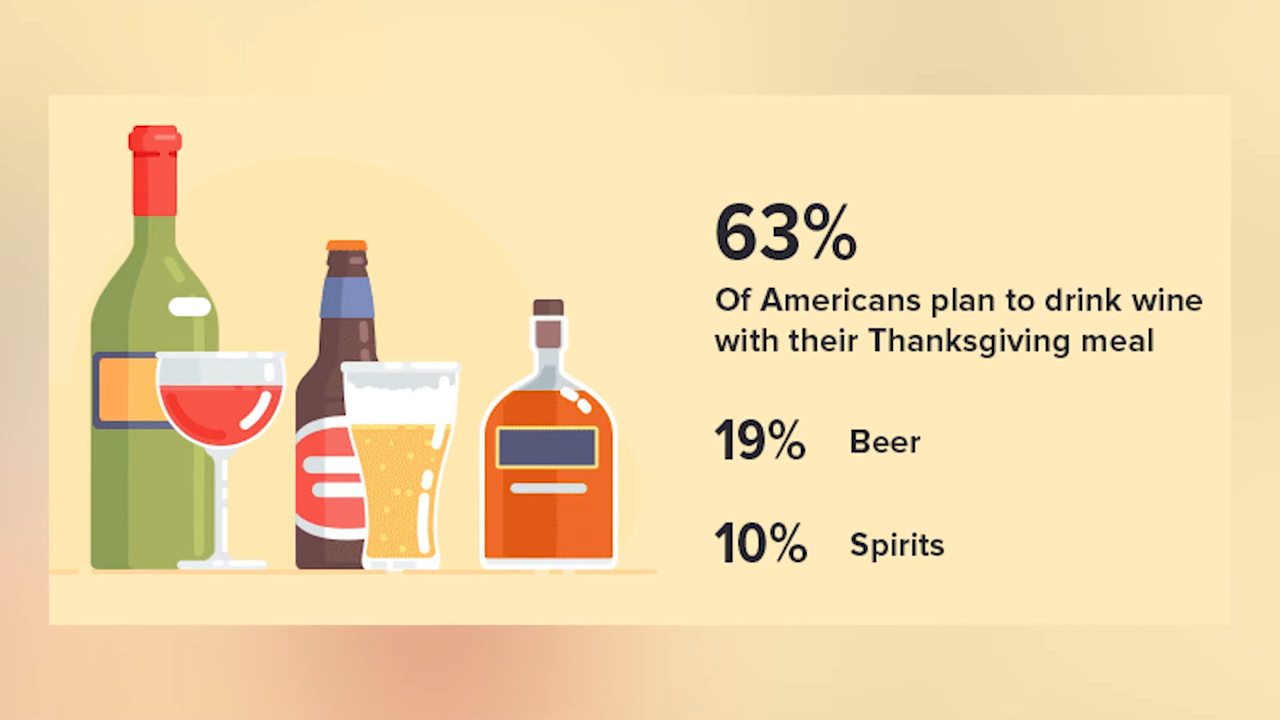 63%
Of Americans plan to drink wine
with their Thanksgiving meal
19% Beer
10% Spirits